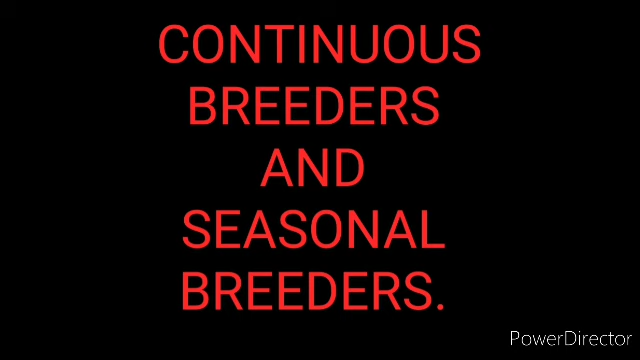 CONTINUOUS
BREEDERS
AND
SEASONAL
BREEDERS.
PowerDirector